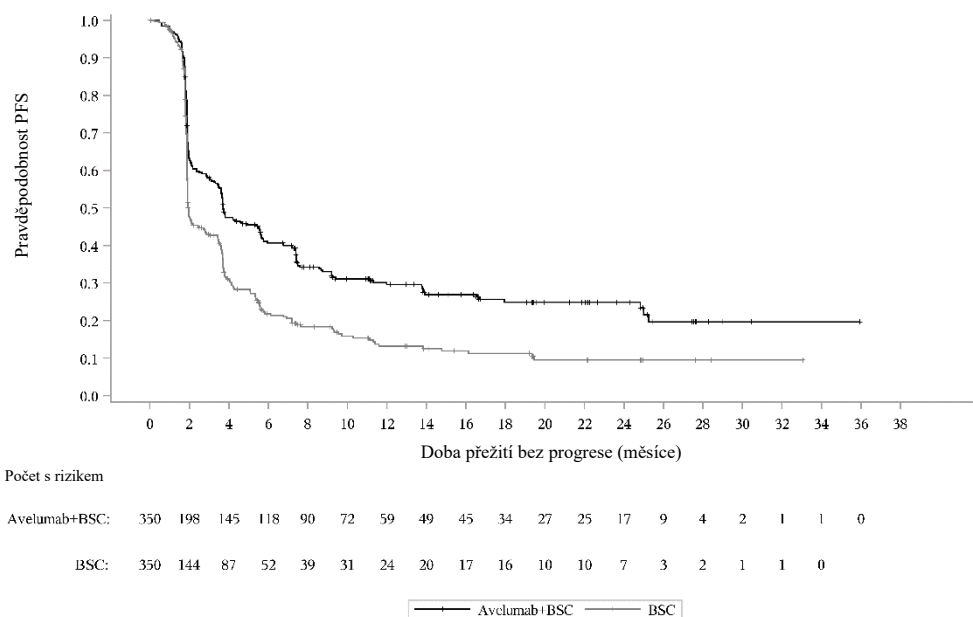 Pravděpodobnost PFS
1.0
0.9
0.8
0.7
0.6
0.5
0.4
0.3
0.2
0.1
0.0
0 2 4 6 8 10 12 14 16 18 20 22 24 26 28 30 32 34 36 38
Doba přežití bez progrese (měsíce)
Počet s rizikem
Avelumab+BSC: 350 198 145 118 90 72 59 49 45 34 27 25 17 9 4 2 1 1 0
BSC: 350 144 87 52 39 31 24 20 17 16 10 10 7 3 2 1 1 0
Avelumab+BSC BSC